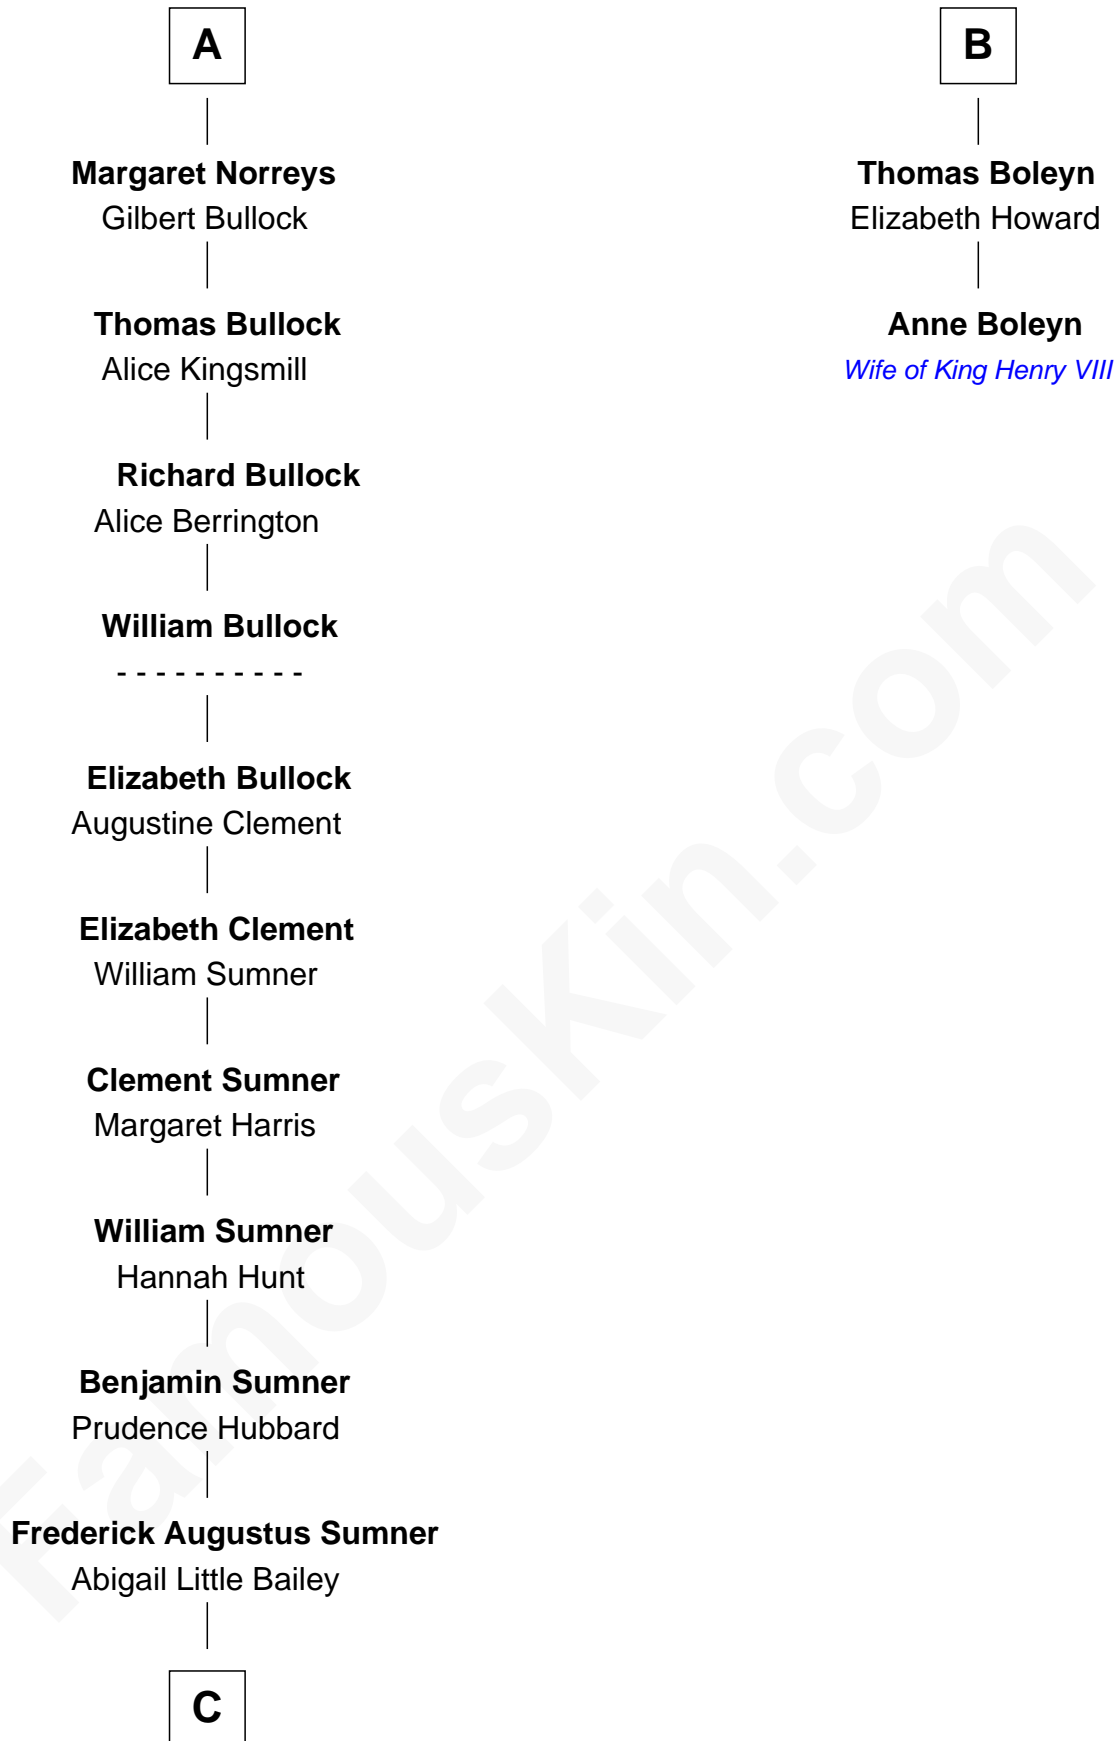 A
Margaret Norreys
Gilbert Bullock
Thomas Bullock
Alice Kingsmill
Richard Bullock
Alice Berrington
William Bullock
- - - - - - - - - -
Elizabeth Bullock
Augustine Clement
Elizabeth Clement
William Sumner
Clement Sumner
Margaret Harris
William Sumner
Hannah Hunt
Benjamin Sumner
Prudence Hubbard
Frederick Augustus Sumner
Abigail Little Bailey
C
B
Thomas Boleyn
Elizabeth Howard
Anne Boleyn
Wife of King Henry VIII
FamousKin.com